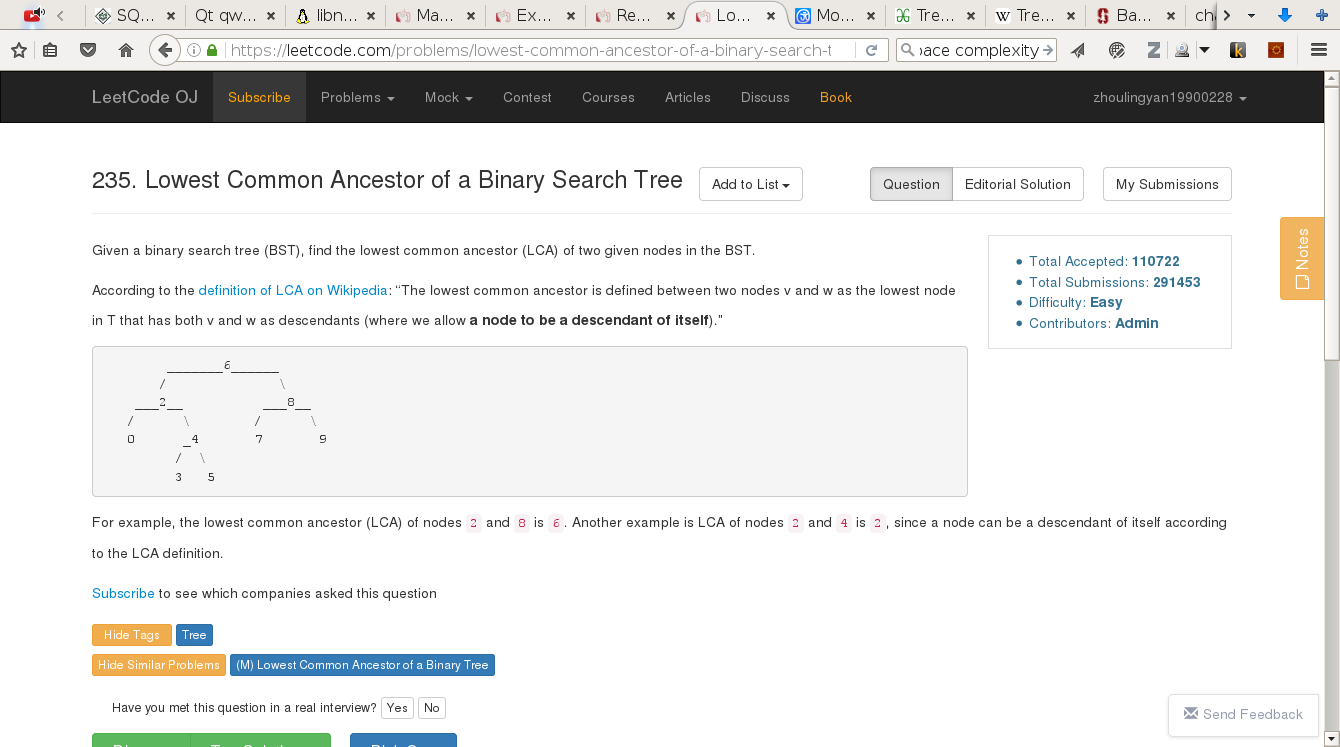 SQ... Qt qw... libn... Ma... Ex... Re... Lo... Mo... Tre... Tre... Ba...
https://leetcode.com/problems/lowest-common-ancestor-of-a-binary-search-t
pace complexity
LeetCode OJ Subscribe Problems Mock Contest Courses Articles Discuss Book zhoulingyan19900228
235. Lowest Common Ancestor of a Binary Search Tree Add to List Question Editorial Solution My Submissions
Given a binary search tree (BST), find the lowest common ancestor (LCA) of two given nodes in the BST.
According to the definition of LCA on Wikipedia: “The lowest common ancestor is defined between two nodes v and w as the lowest node
in T that has both v and w as descendants (where we allow a node to be a descendant of itself).”
Total Accepted: 110722
Total Submissions: 291453
Difficulty: Easy
Contributors: Admin
Notes
_______6______
/ \
___2__ ___8__
/ \ / \
0 _4 7 9
/ \
3 5
For example, the lowest common ancestor (LCA) of nodes 2 and 8 is 6. Another example is LCA of nodes 2 and 4 is 2, since a node can be a descendant of itself according
to the LCA definition.
Subscribe to see which companies asked this question
Hide Tags Tree
Hide Similar Problems (M) Lowest Common Ancestor of a Binary Tree
Have you met this question in a real interview? Yes No
Send Feedback